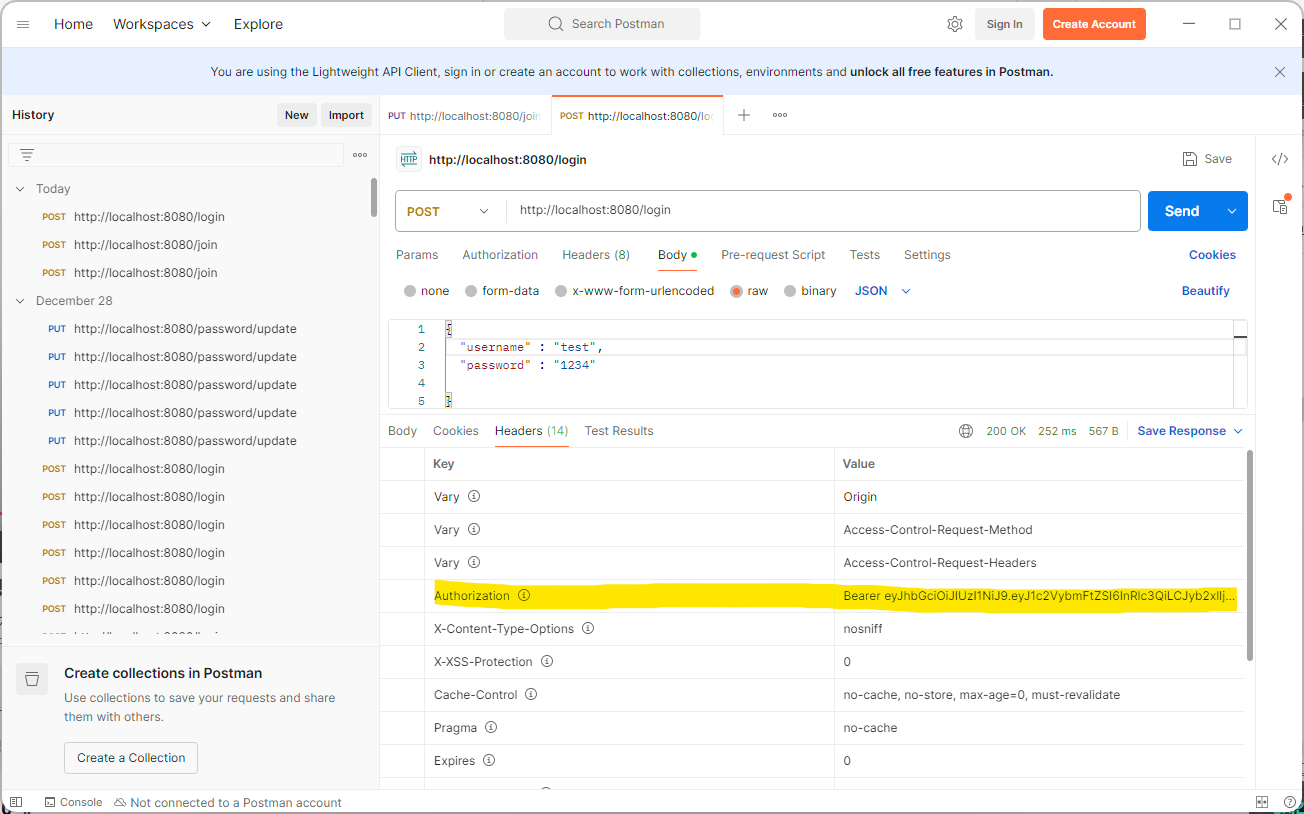 Home Workspaces Explore Search Postman Sign In Create Account
You are using the Lightweight API Client, sign in or create an account to work with collections, environments and unlock all free features in Postman.
History New Import
PUT http://localhost:8080/join POST http://localhost:8080/lo
HTTP http://localhost:8080/login Save
Today
POST http://localhost:8080/login
POST http://localhost:8080/join
POST http://localhost:8080/join
December 28
PUT http://localhost:8080/password/update
PUT http://localhost:8080/password/update
PUT http://localhost:8080/password/update
PUT http://localhost:8080/password/update
PUT http://localhost:8080/password/update
POST http://localhost:8080/login
POST http://localhost:8080/login
POST http://localhost:8080/login
POST http://localhost:8080/login
POST http://localhost:8080/login
POST http://localhost:8080/login
Create collections in Postman
Use collections to save your requests and share
them with others.
Create a Collection
POST http://localhost:8080/login Send
Params Authorization Headers (8) Body Pre-request Script Tests Settings Cookies
none form-data x-www-form-urlencoded raw binary JSON Beautify
1 {
2 "username" : "test",
3 "password" : "1234"
4
5 }
Body Cookies Headers (14) Test Results 200 OK 252 ms 567 B Save Response
Key Value
Vary Origin
Vary Access-Control-Request-Method
Vary Access-Control-Request-Headers
Authorization Bearer eyJhbGciOiJIUzI1NiJ9.eyJ1c2VybmFtZSI6InRlc3QiLCJyb2xlIj...
X-Content-Type-Options nosniff
X-XSS-Protection 0
Cache-Control no-cache, no-store, max-age=0, must-revalidate
Pragma no-cache
Expires 0
Console Not connected to a Postman account